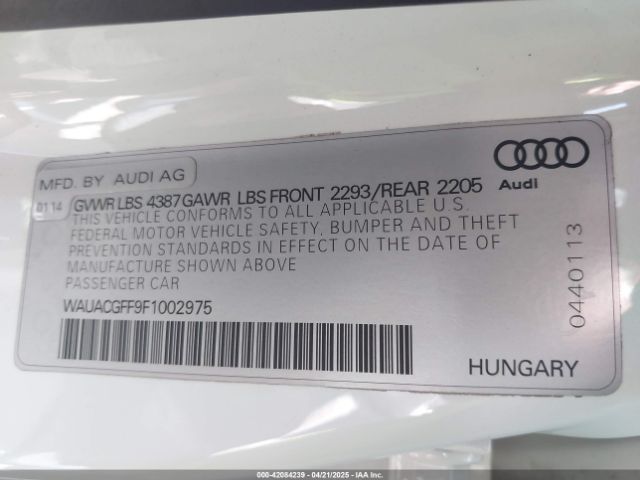 MFD. BY AUDI AG
Audi
01 14 GVWR LBS 4387 GAWR LBS FRONT 2293/REAR 2205
THIS VEHICLE CONFORMS TO ALL APPLICABLE U.S.
FEDERAL MOTOR VEHICLE SAFETY, BUMPER AND THEFT
PREVENTION STANDARDS IN EFFECT ON THE DATE OF
MANUFACTURE SHOWN ABOVE
PASSENGER CAR
WAUACGFF9F1002975
HUNGARY
0440113
000-42084239 - 04/21/2025 - IAA Inc.